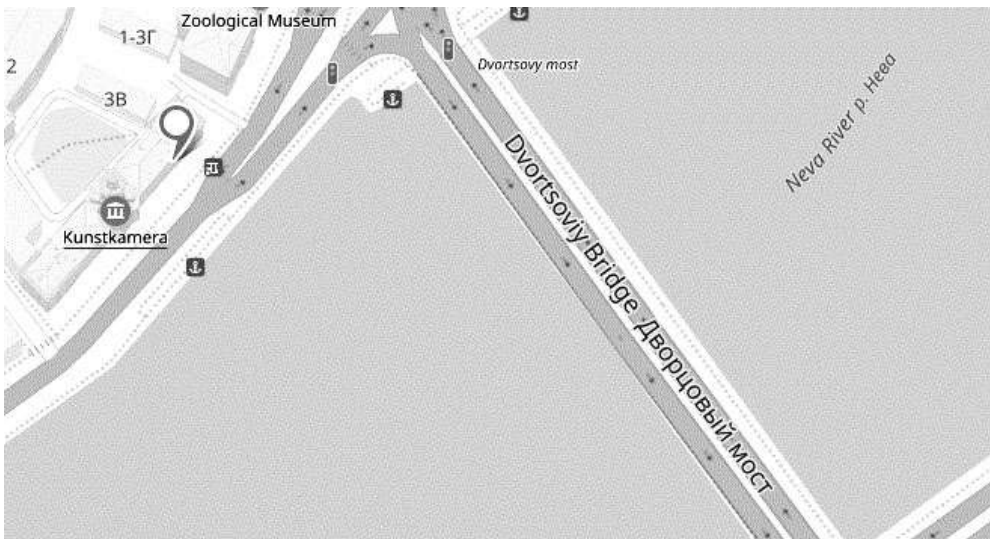 Zoological Museum
1-3Г
2
Dvortsovy most
3В
Neva River р. Нева
Dvortsoviy Bridge Дворцовый мост
Kunstkamera